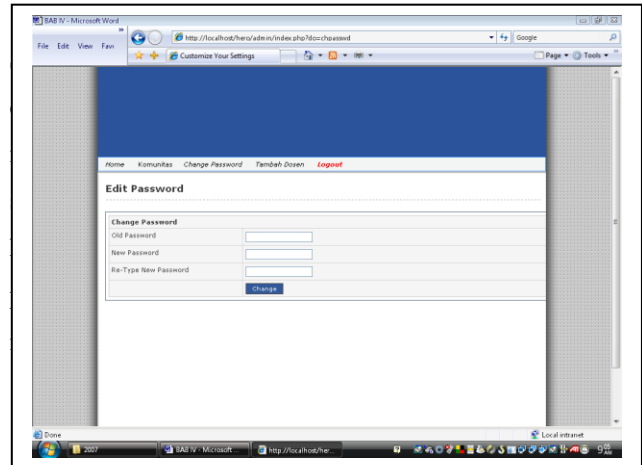 BAB IV - Microsoft Word
File Edit View Favi
http://localhost/hero/admin/index.php?do=chpasswd
Google
Customize Your Settings
Page
Tools
Home Komunitas Change Password Tambah Dosen Logout
Edit Password
Change Password
Old Password
New Password
Re-Type New Password
Change
Done
Local intranet
2007
BAB IV - Microsoft ...
http://localhost/her...